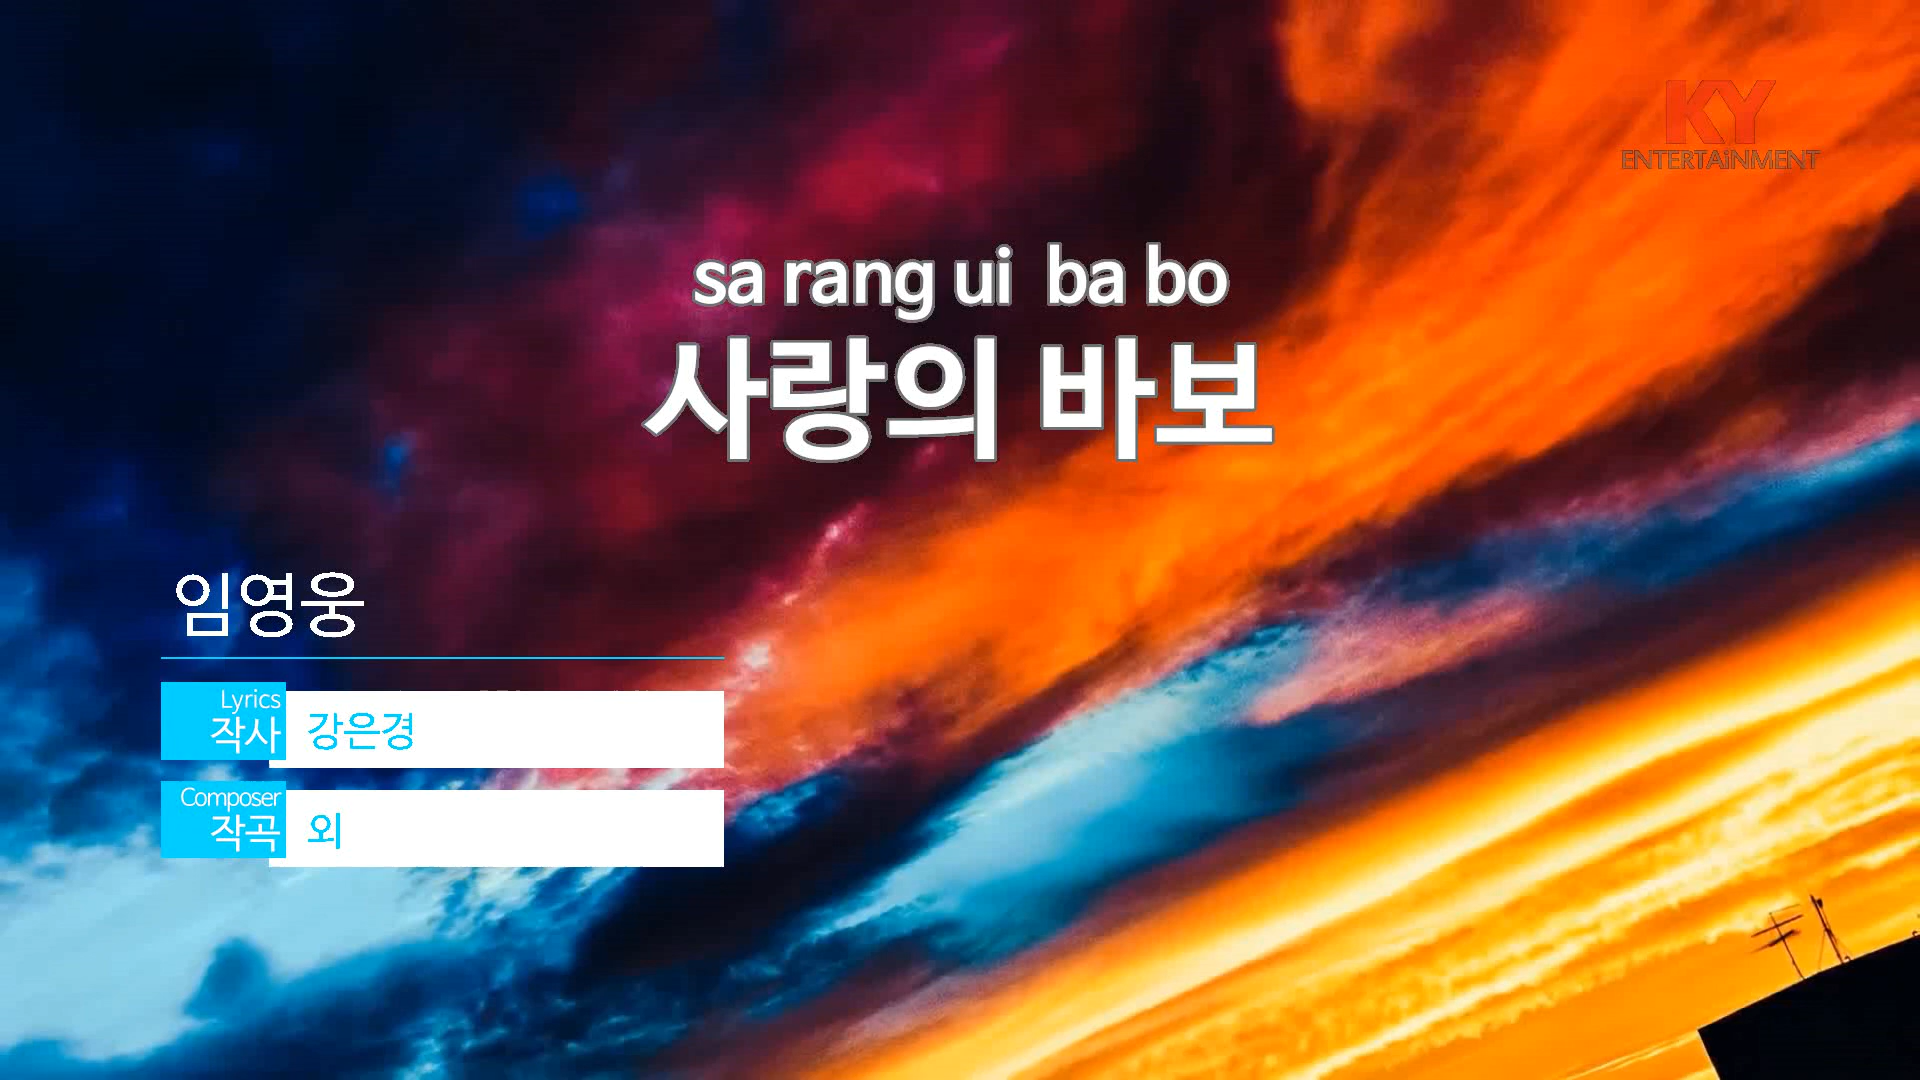 KY
ENTERTAiNMENT
sa rang ui ba bo
사랑의 바보
임영웅
Lyrics
작사 강은경
Composer
작곡 외